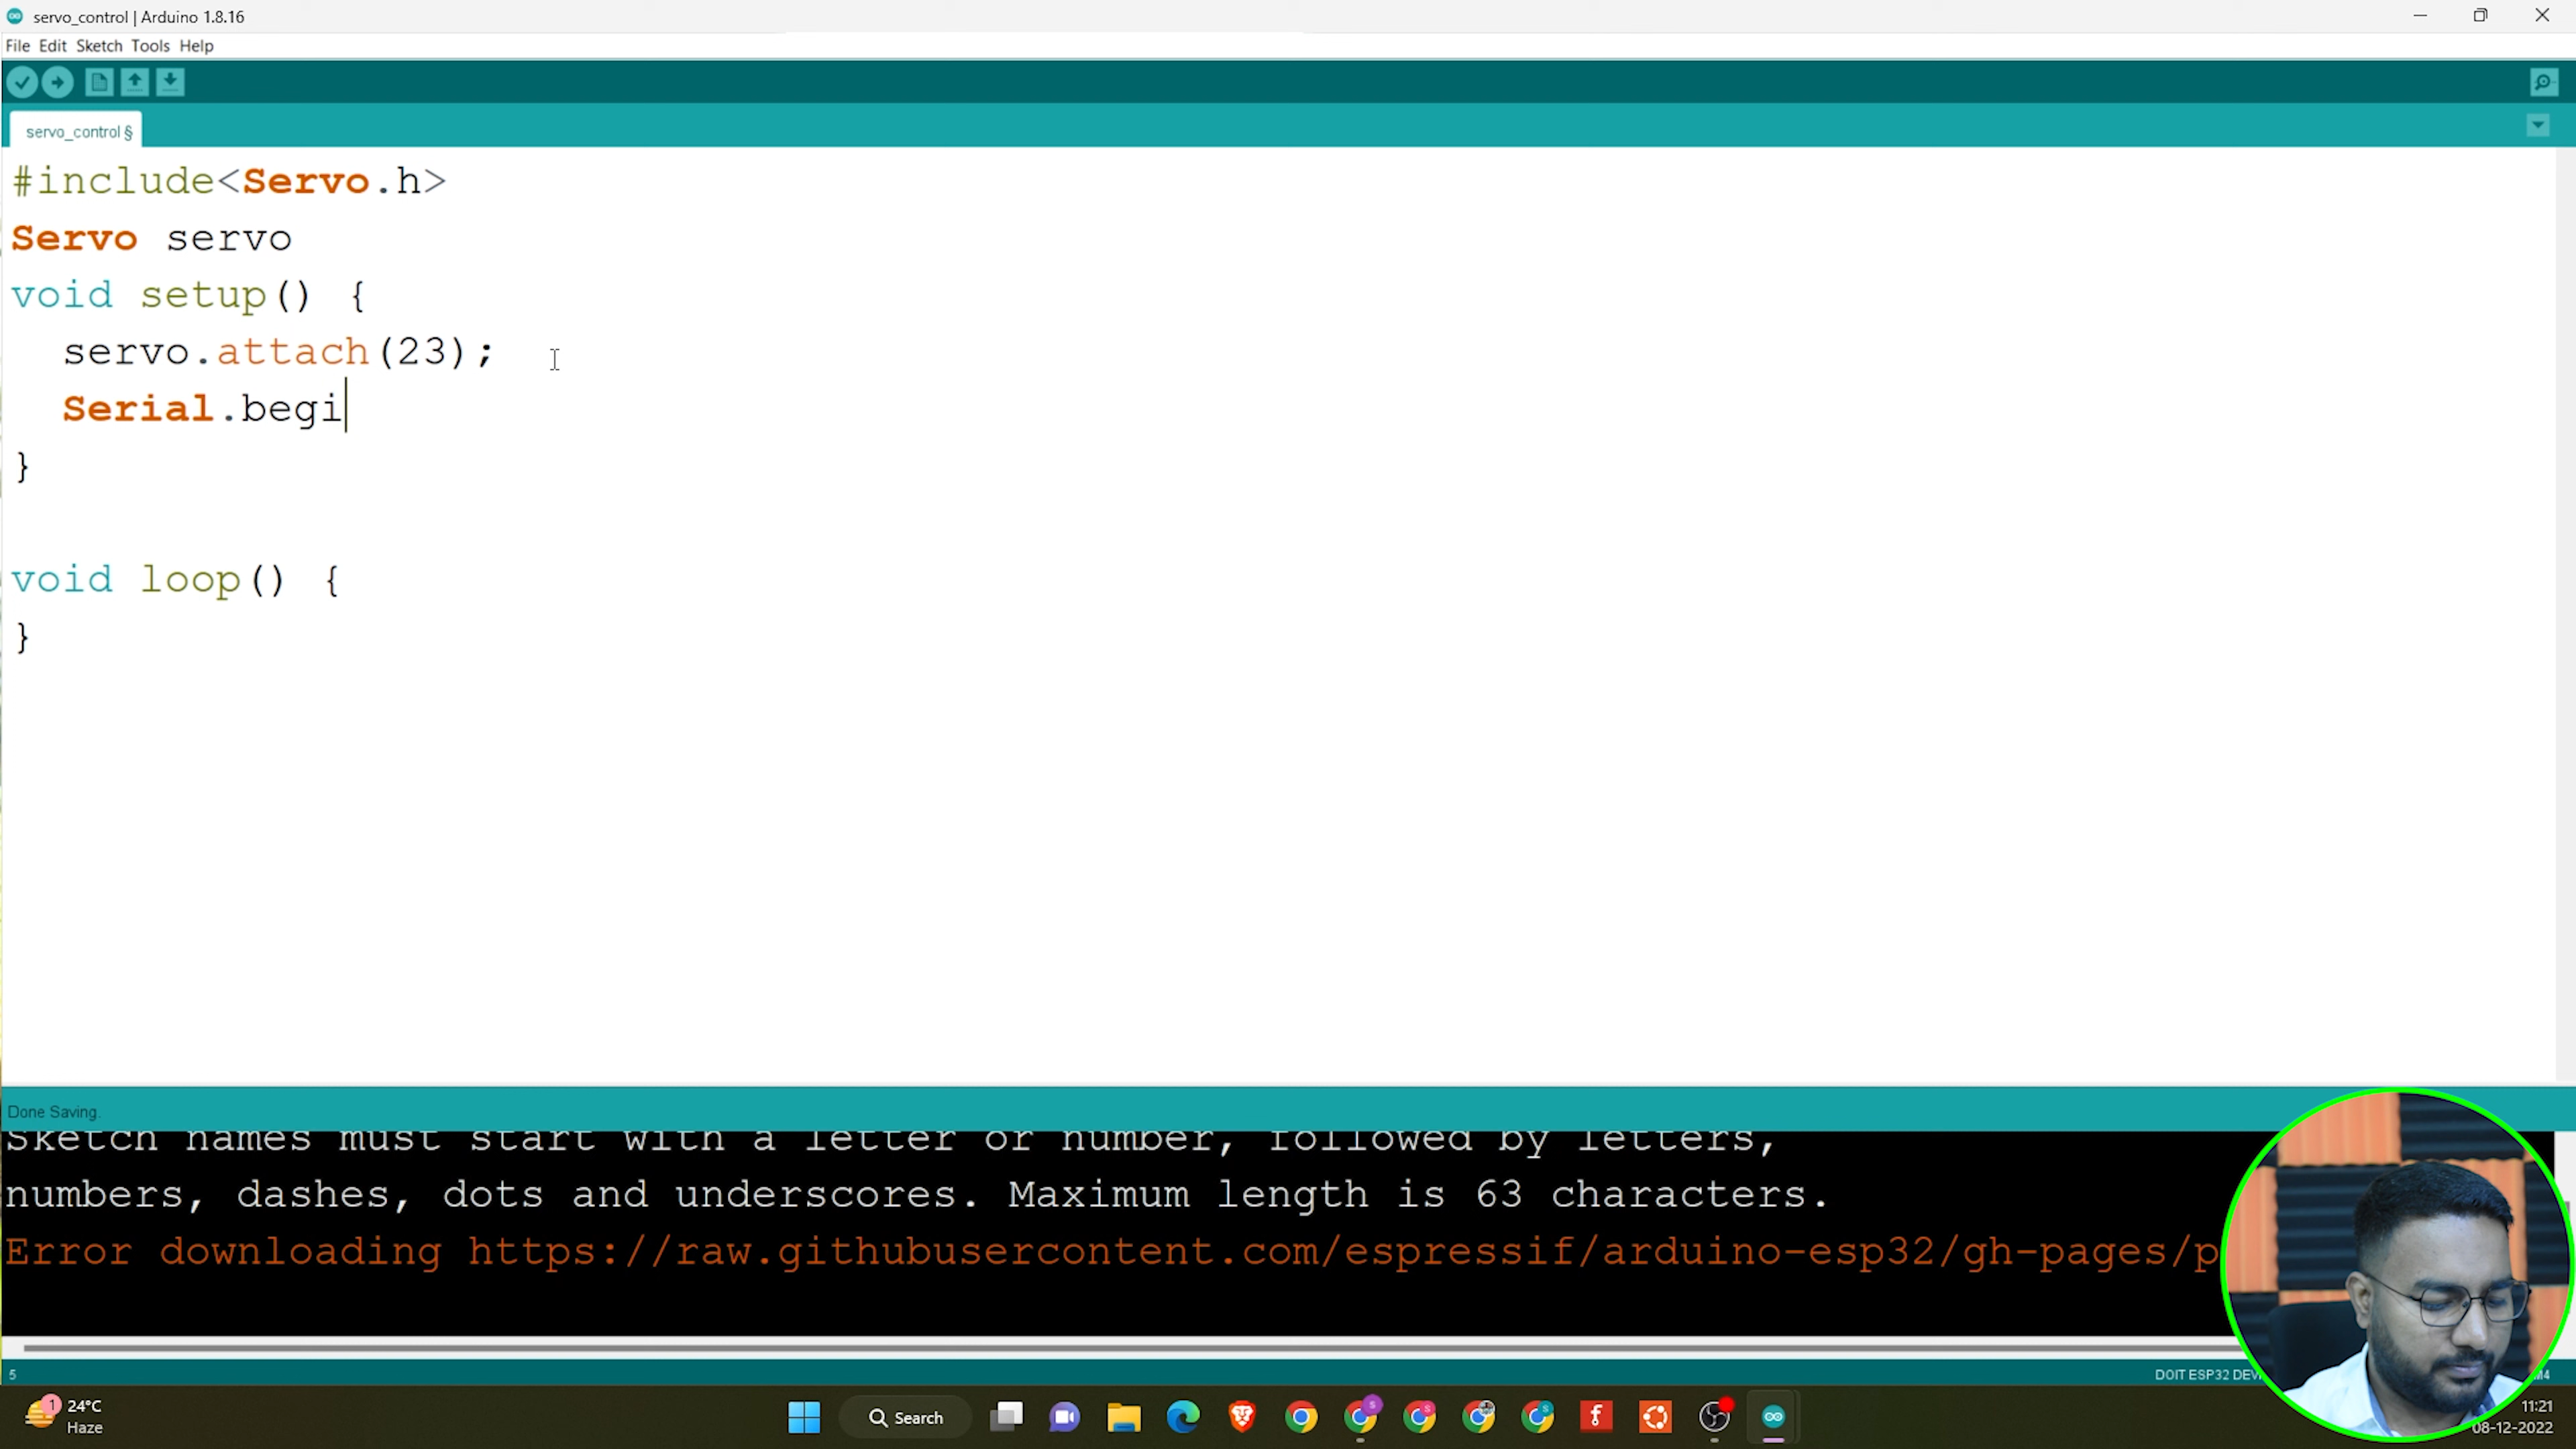 servo_control | Arduino 1.8.16
File Edit Sketch Tools Help
servo_control §
#include<Servo.h>
Servo servo
void setup() {
servo.attach(23);
Serial.begi
}
void loop() {
}
Done Saving.
Sketch names must start with a letter or number, followed by letters,
numbers, dashes, dots and underscores. Maximum length is 63 characters.
Error downloading https://raw.githubusercontent.com/espressif/arduino-esp32/gh-pages/p
5
DOIT ESP32 DEV
M4
1
24°C
Haze
Search
11:21
08-12-2022